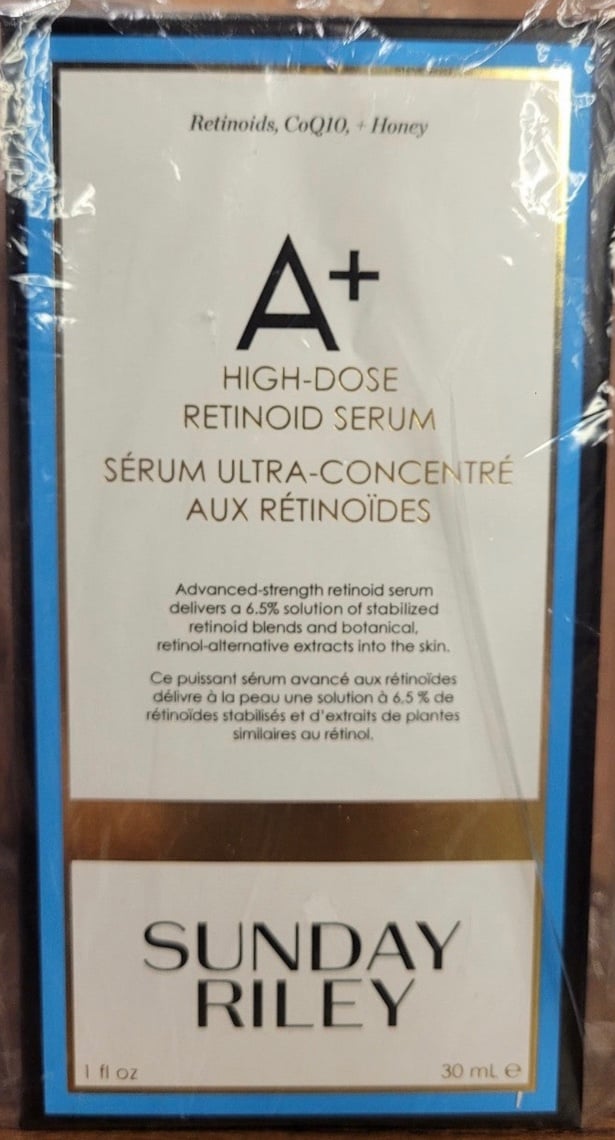 Retinoids, CoQ10, + Honey
A+
HIGH-DOSE
RETINOID SERUM
SÉRUM ULTRA-CONCENTRÉ
AUX RÉTINOÏDES
Advanced-strength retinoid serum
delivers a 6.5% solution of stabilized
retinoid blends and botanical,
retinol-alternative extracts into the skin.
Ce puissant sérum avancé aux rétinoïdes
délivre à la peau une solution à 6,5 % de
rétinoïdes stabilisés et d'extraits de plantes
similaires au rétinol.
SUNDAY
RILEY
1 fl oz 30 mL ℮